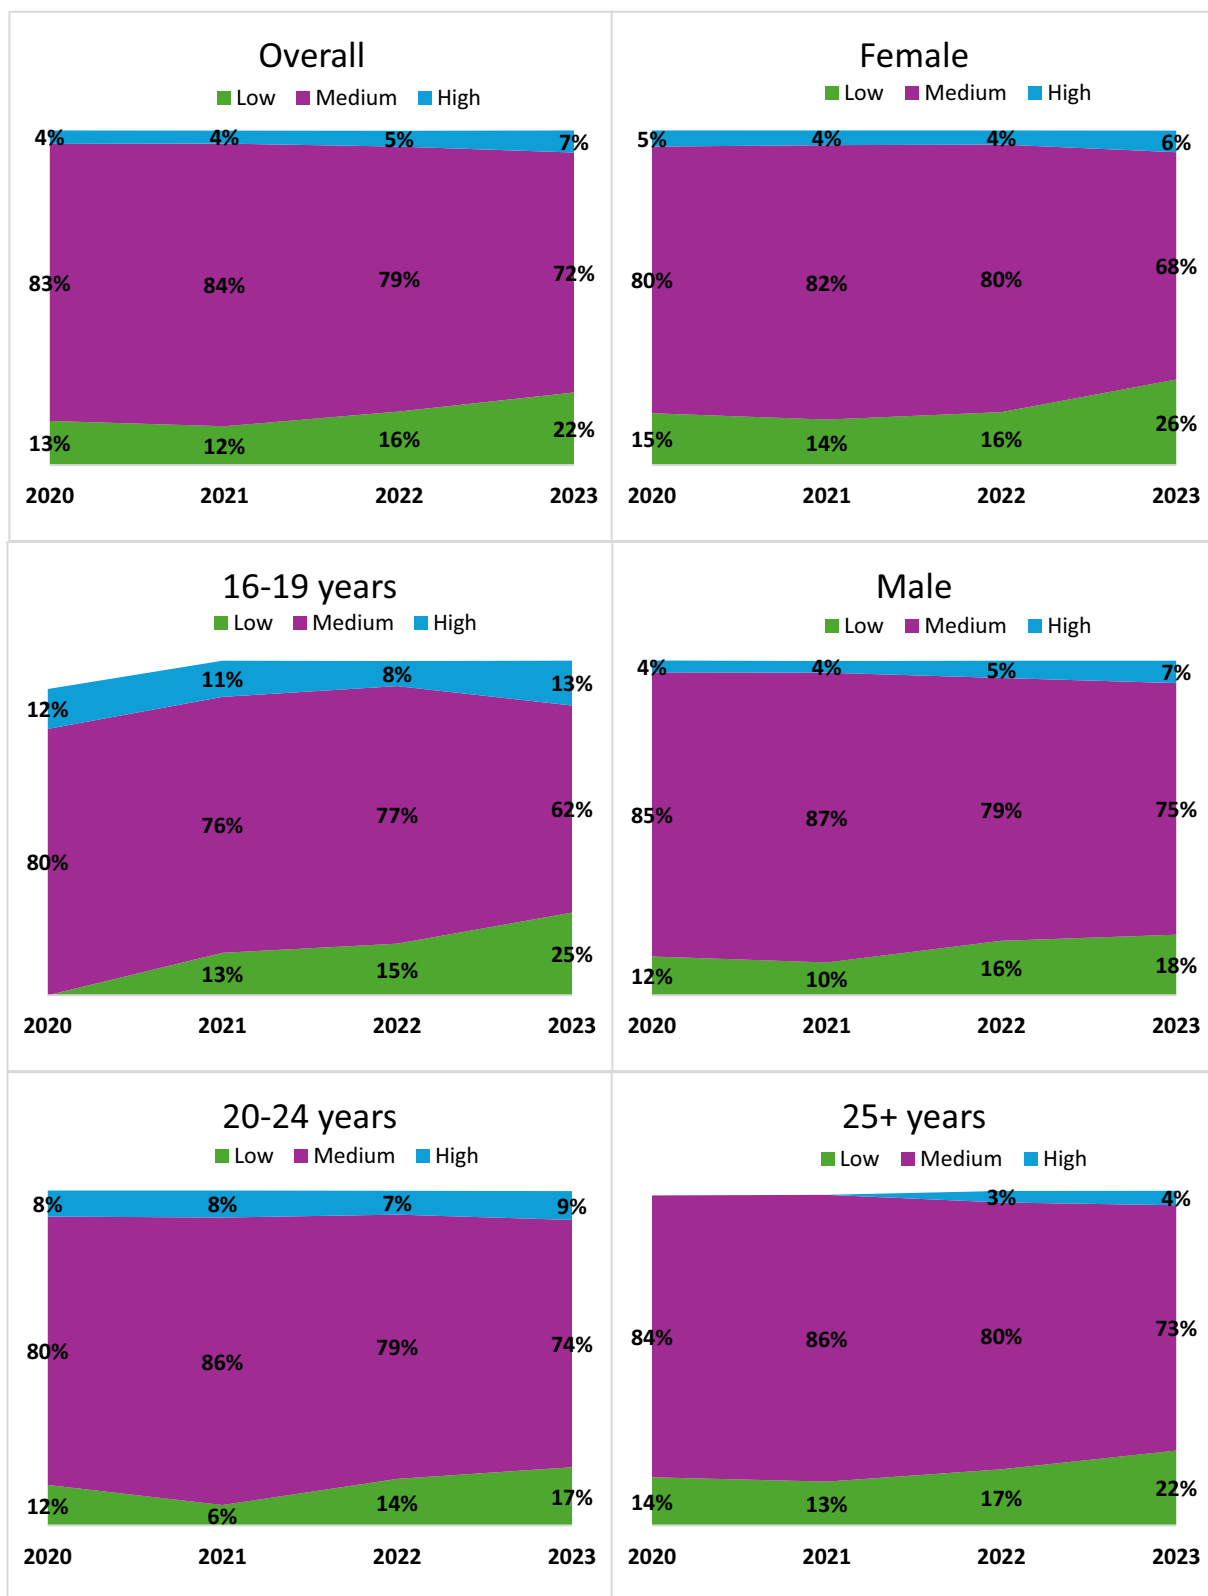 Overall
Low Medium High
4% 4% 5% 7%
83% 84% 79% 72%
13% 12% 16% 22%
2020 2021 2022 2023
Female
Low Medium High
5% 4% 4% 6%
80% 82% 80% 68%
15% 14% 16% 26%
2020 2021 2022 2023
16-19 years
Low Medium High
12% 11% 8% 13%
80% 76% 77% 62%
13% 15% 25%
2020 2021 2022 2023
Male
Low Medium High
4% 4% 5% 7%
85% 87% 79% 75%
12% 10% 16% 18%
2020 2021 2022 2023
20-24 years
Low Medium High
8% 8% 7% 9%
80% 86% 79% 74%
12% 6% 14% 17%
2020 2021 2022 2023
25+ years
Low Medium High
3% 4%
84% 86% 80% 73%
14% 13% 17% 22%
2020 2021 2022 2023